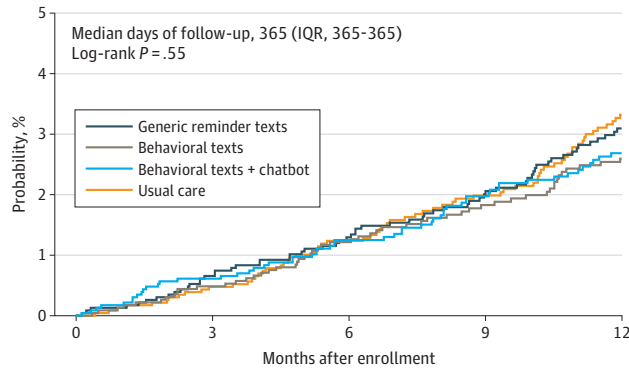 Median days of follow-up, 365 (IQR, 365-365)
Log-rank P = .55
Generic reminder texts
Behavioral texts
Behavioral texts + chatbot
Usual care
Probability, %
5
4
3
2
1
0
0 3 6 9 12
Months after enrollment